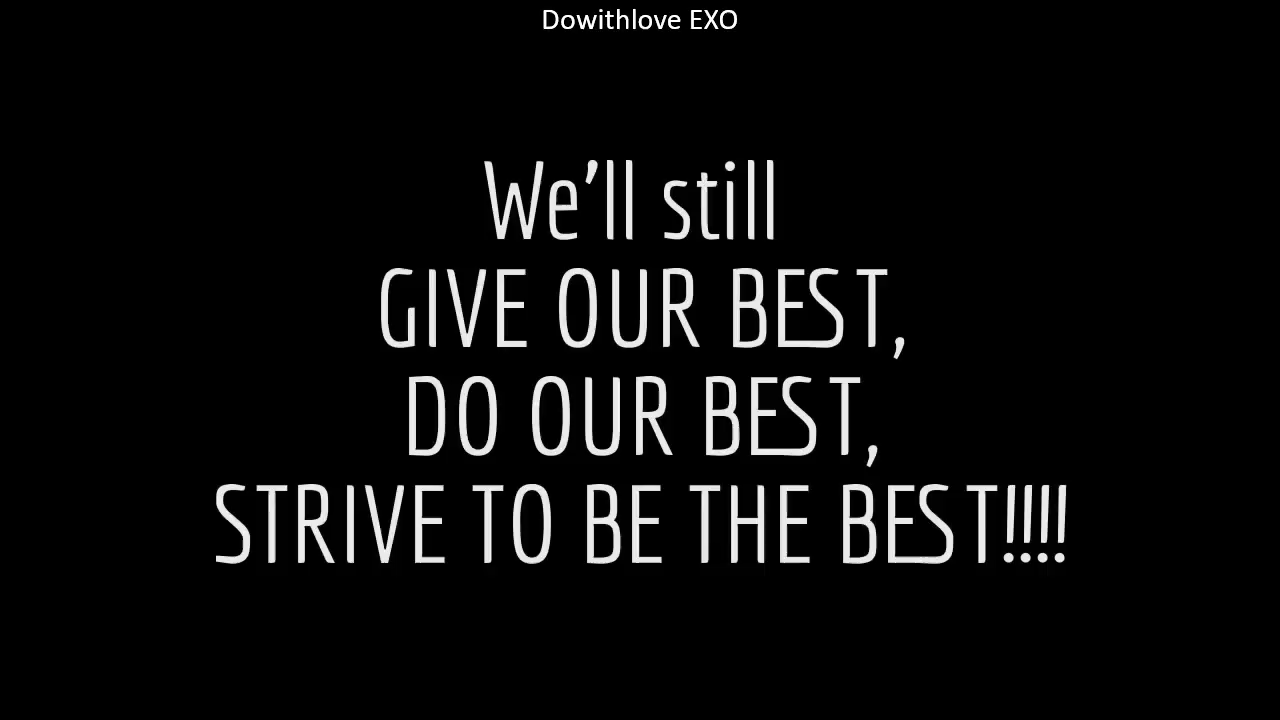 Dowithlove EXO
We'll still
GIVE OUR BEST,
DO OUR BEST,
STRIVE TO BE THE BEST!!!!